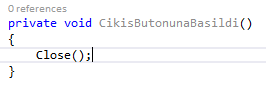 0 references
private void CikisButonunaBasildi()
{
    Close();
}